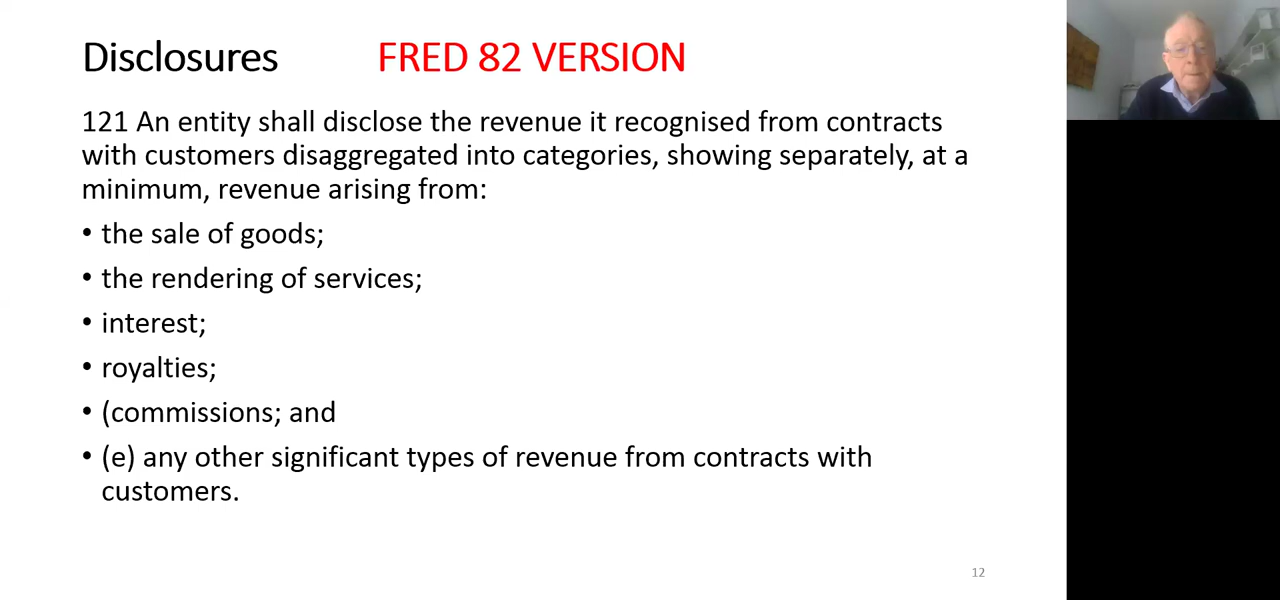 Disclosures FRED 82 VERSION
121 An entity shall disclose the revenue it recognised from contracts
with customers disaggregated into categories, showing separately, at a
minimum, revenue arising from:
• the sale of goods;
• the rendering of services;
• interest;
• royalties;
• (commissions; and
• (e) any other significant types of revenue from contracts with
customers.
12